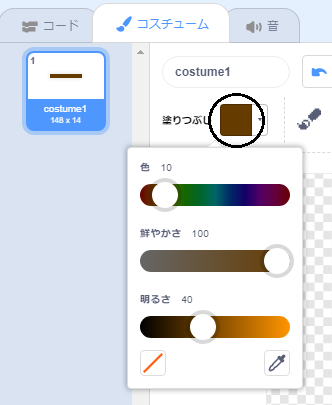 コード
コスチューム
音
1
costume1
148 x 14
costume1
塗りつぶし
色 10
鮮やかさ 100
明るさ 40